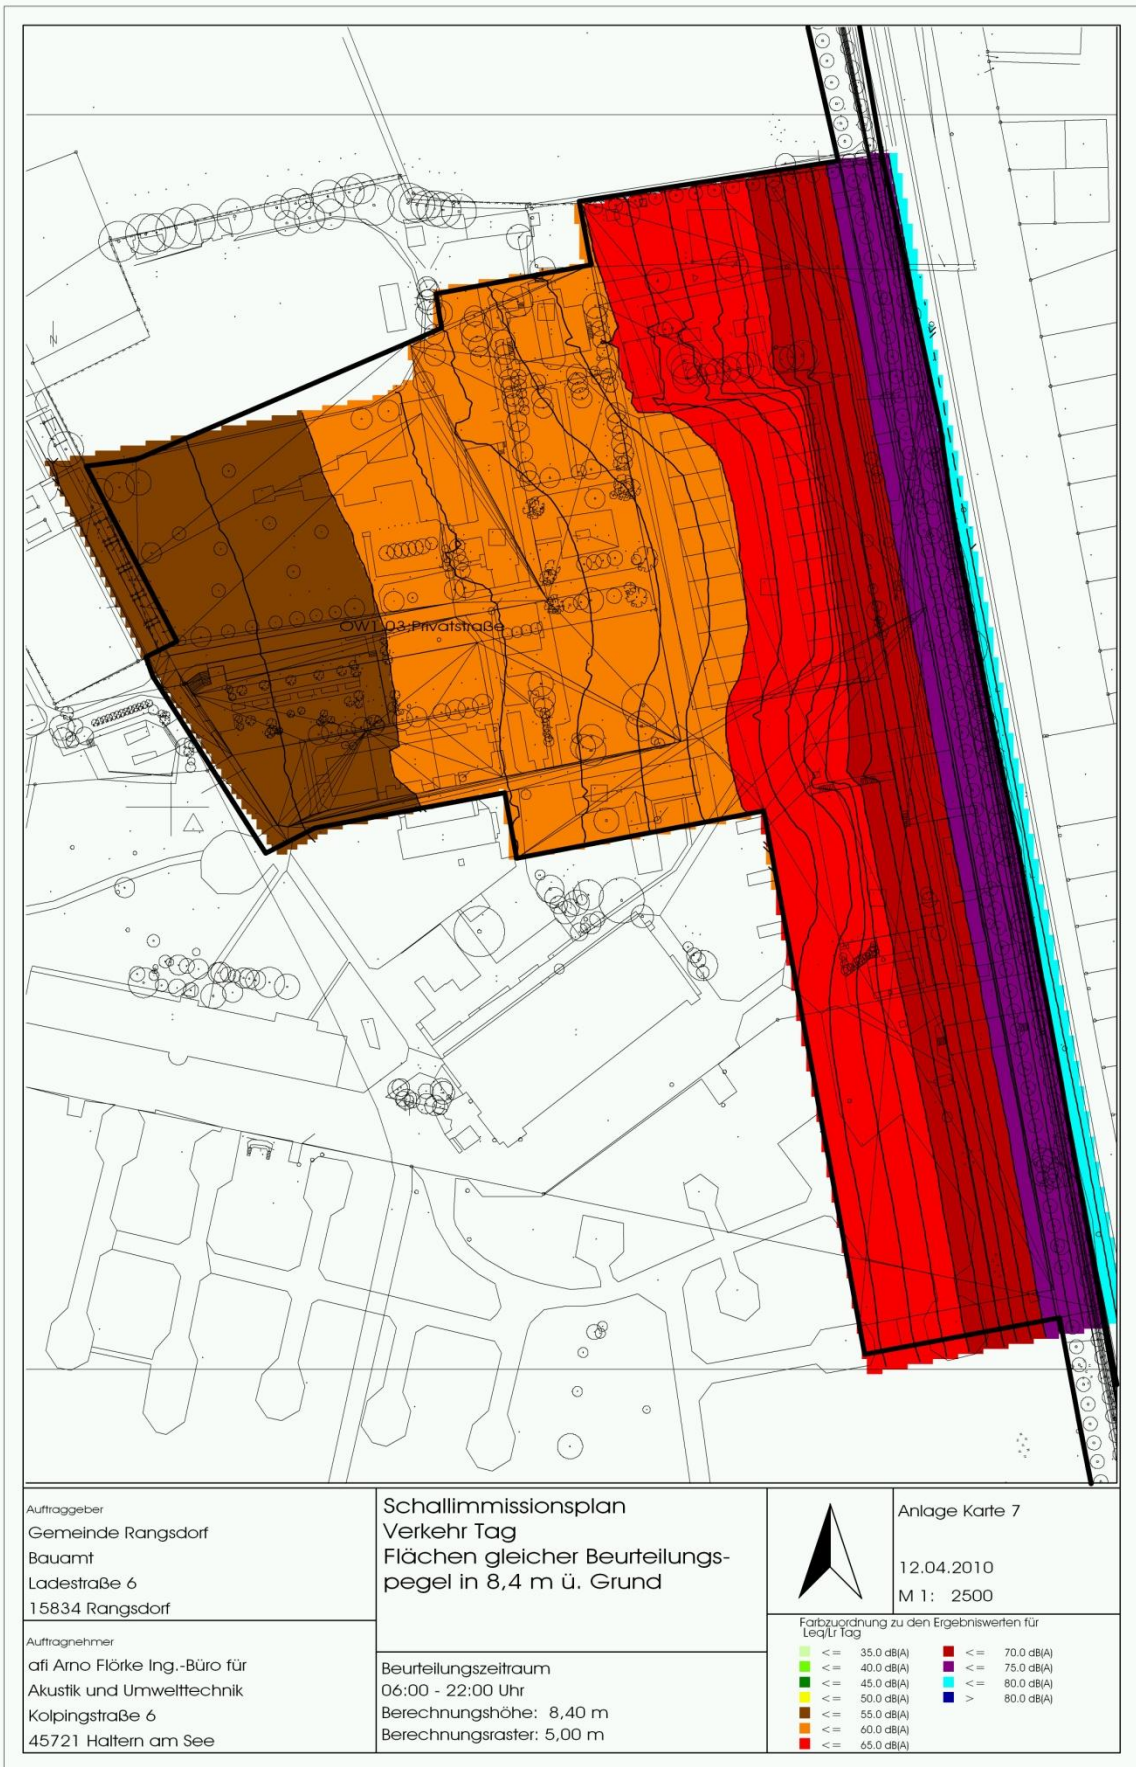 N
ÖW1.03;Privatstraße
Auftraggeber
Gemeinde Rangsdorf
Bauamt
Ladestraße 6
15834 Rangsdorf
Auftragnehmer
afi Arno Flörke Ing.-Büro für
Akustik und Umwelttechnik
Kolpingstraße 6
45721 Haltern am See
Schallimmissionsplan
Verkehr Tag
Flächen gleicher Beurteilungs-
pegel in 8,4 m ü. Grund
Beurteilungszeitraum
06:00 - 22:00 Uhr
Berechnungshöhe: 8,40 m
Berechnungsraster: 5,00 m
Anlage Karte 7
12.04.2010
M 1: 2500
Farbzuordnung zu den Ergebniswerten für
Leq/Lr Tag
<= 35.0 dB(A)
<= 40.0 dB(A)
<= 45.0 dB(A)
<= 50.0 dB(A)
<= 55.0 dB(A)
<= 60.0 dB(A)
<= 65.0 dB(A)
<= 70.0 dB(A)
<= 75.0 dB(A)
<= 80.0 dB(A)
> 80.0 dB(A)